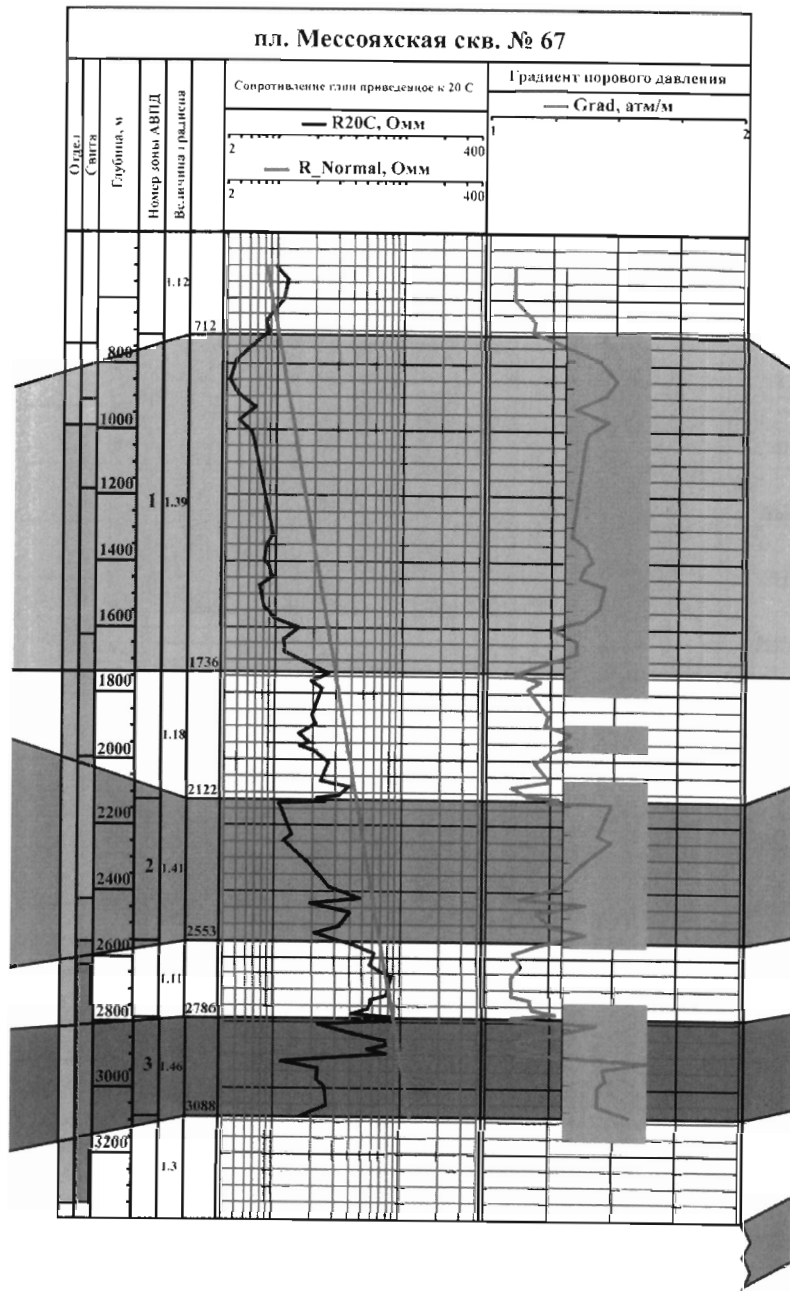 пл. Мессояхская скв. № 67
Отдел
Свита
Глубина, м
Номер зоны АВПД
Величина градиена
Сопротивление глин приведенное к 20 С
R20C, Омм
2 400
R_Normal, Омм
2 400
Градиент порового давления
Grad, атм/м
1 2
1.12
712
800
1000
1200
1 1.39
1400
1600
1736
1800
1.18
2000
2122
2200
2 1.41
2400
2553
2600
1.11
2786
2800
3 1.46
3000
3088
3200
1.3